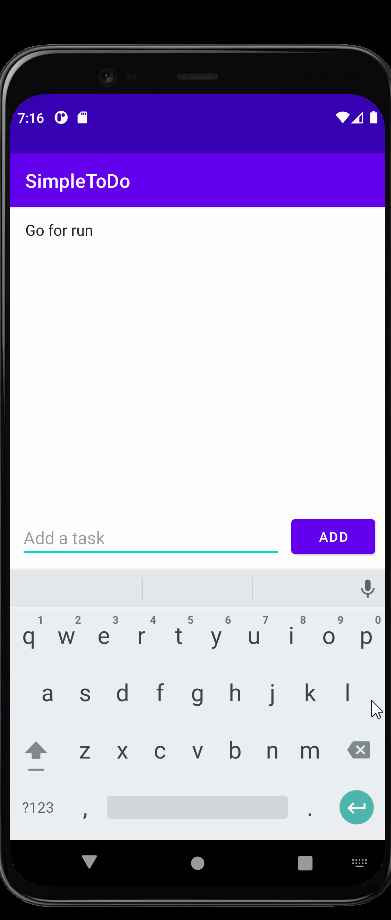 7:16
SimpleToDo
Go for run
Add a task
ADD
1 2 3 4 5 6 7 8 9 0
q w e r t y u i o p
a s d f g h j k l
z x c v b n m
?123 , .